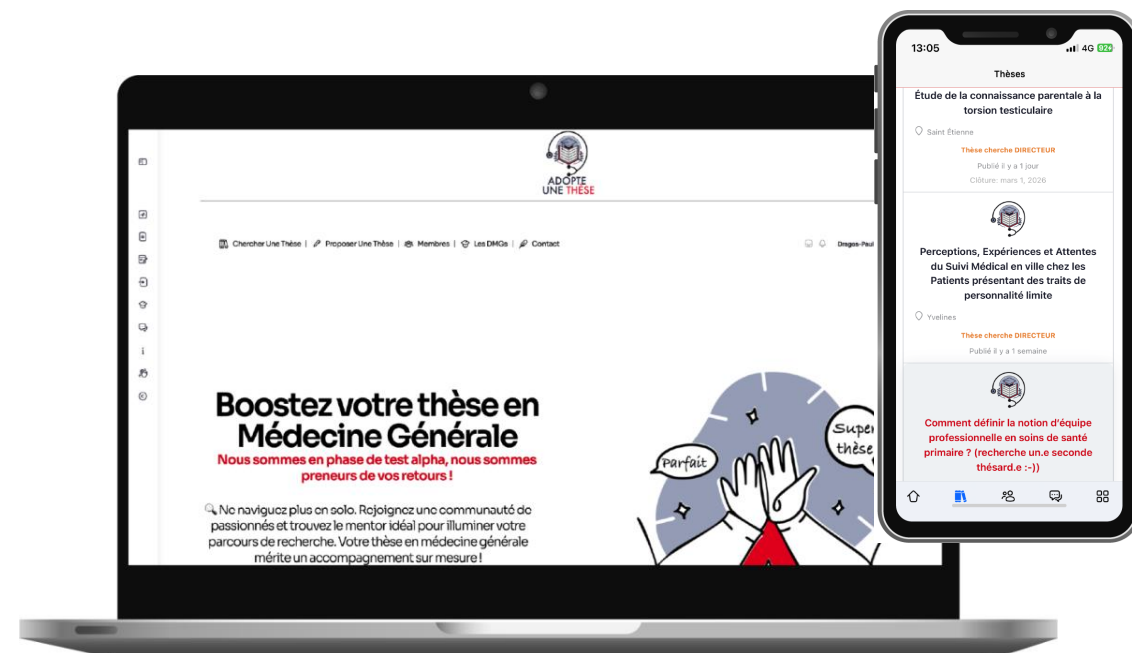 ADOPTE
UNE THÈSE
Chercher Une Thèse | Proposer Une Thèse | Membres | Les DMGs | Contact
Dragos-Paul
Boostez votre thèse en
Médecine Générale
Nous sommes en phase de test alpha, nous sommes
preneurs de vos retours !
Ne naviguez plus en solo. Rejoignez une communauté de
passionnés et trouvez le mentor idéal pour illuminer votre
parcours de recherche. Votre thèse en médecine générale
mérite un accompagnement sur mesure !
Parfait
Super
thèse
13:05
4G 92
Thèses
Étude de la connaissance parentale à la
torsion testiculaire
Saint Étienne
Thèse cherche DIRECTEUR
Publié il y a 1 jour
Clôture: mars 1, 2026
Perceptions, Expériences et Attentes
du Suivi Médical en ville chez les
Patients présentant des traits de
personnalité limite
Yvelines
Thèse cherche DIRECTEUR
Publié il y a 1 semaine
Comment définir la notion d'équipe
professionnelle en soins de santé
primaire ? (recherche un.e seconde
thésard.e :-))